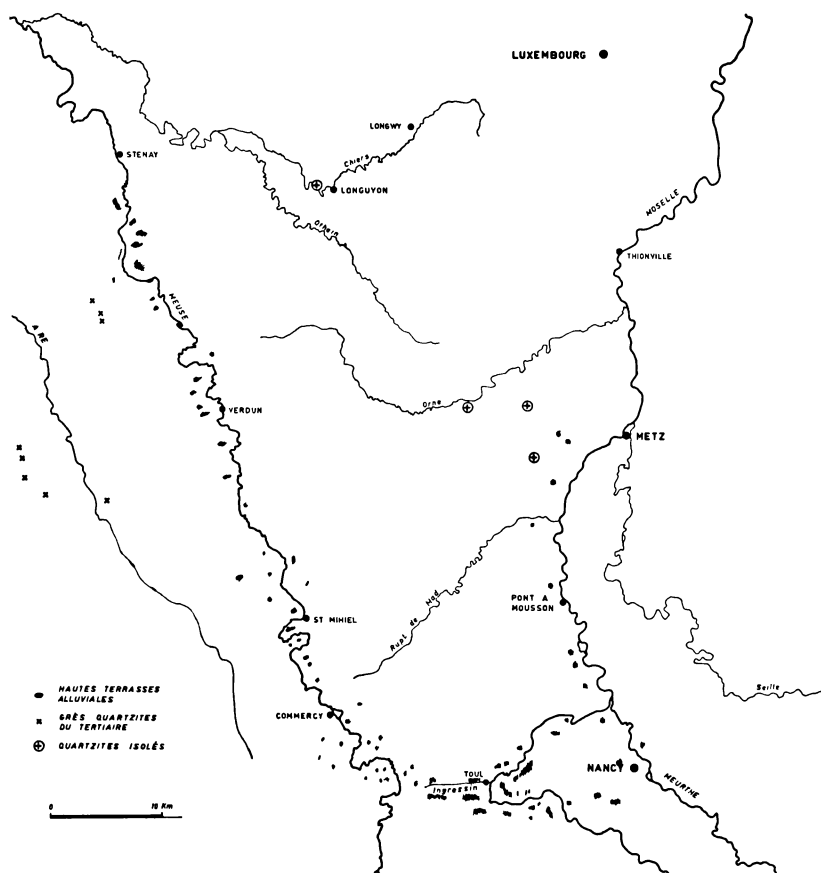 LUXEMBOURG
LONGWY
Chiers
STENAY
LONGUYON
Othain
MOSELLE
THIONVILLE
MEUSE
AIRE
Orne
VERDUN
METZ
Rupt de Mad
PONT A
MOUSSON
ST MIHIEL
Seille
HAUTES TERRASSES
ALLUVIALES
GRÈS QUARTZITES
DU TERTIAIRE
QUARTZITES ISOLÉS
COMMERCY
TOUL
Ingressin
NANCY
MEURTHE
0 10 Km